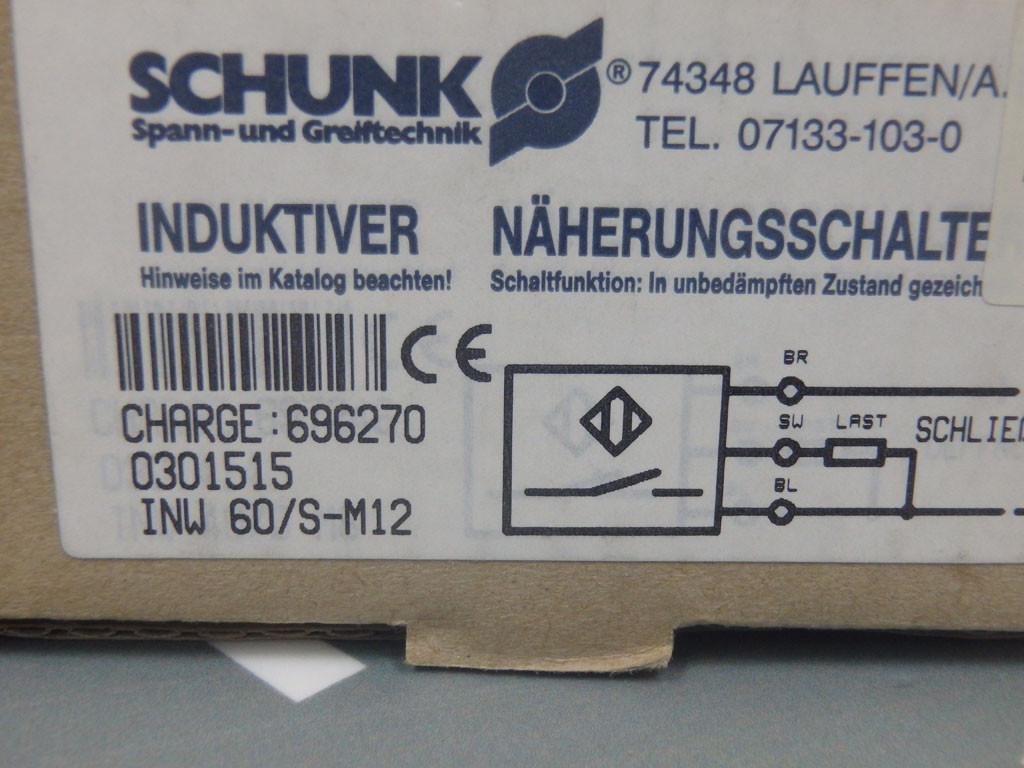 SCHUNK ® 74348 LAUFFEN/A.
Spann- und Greiftechnik TEL. 07133-103-0
INDUKTIVER NÄHERUNGSSCHALTE
Hinweise im Katalog beachten! Schaltfunktion: In unbedämpften Zustand gezeich
CE
BR
SW LAST SCHLIE
BL
CHARGE:696270
0301515
INW 60/S-M12